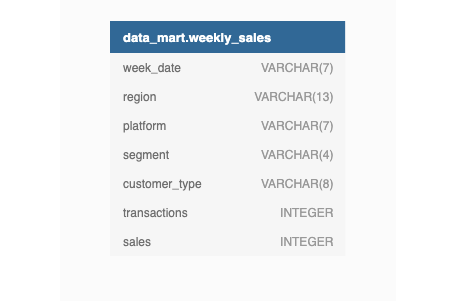 data_mart.weekly_sales
week_date VARCHAR(7)
region VARCHAR(13)
platform VARCHAR(7)
segment VARCHAR(4)
customer_type VARCHAR(8)
transactions INTEGER
sales INTEGER